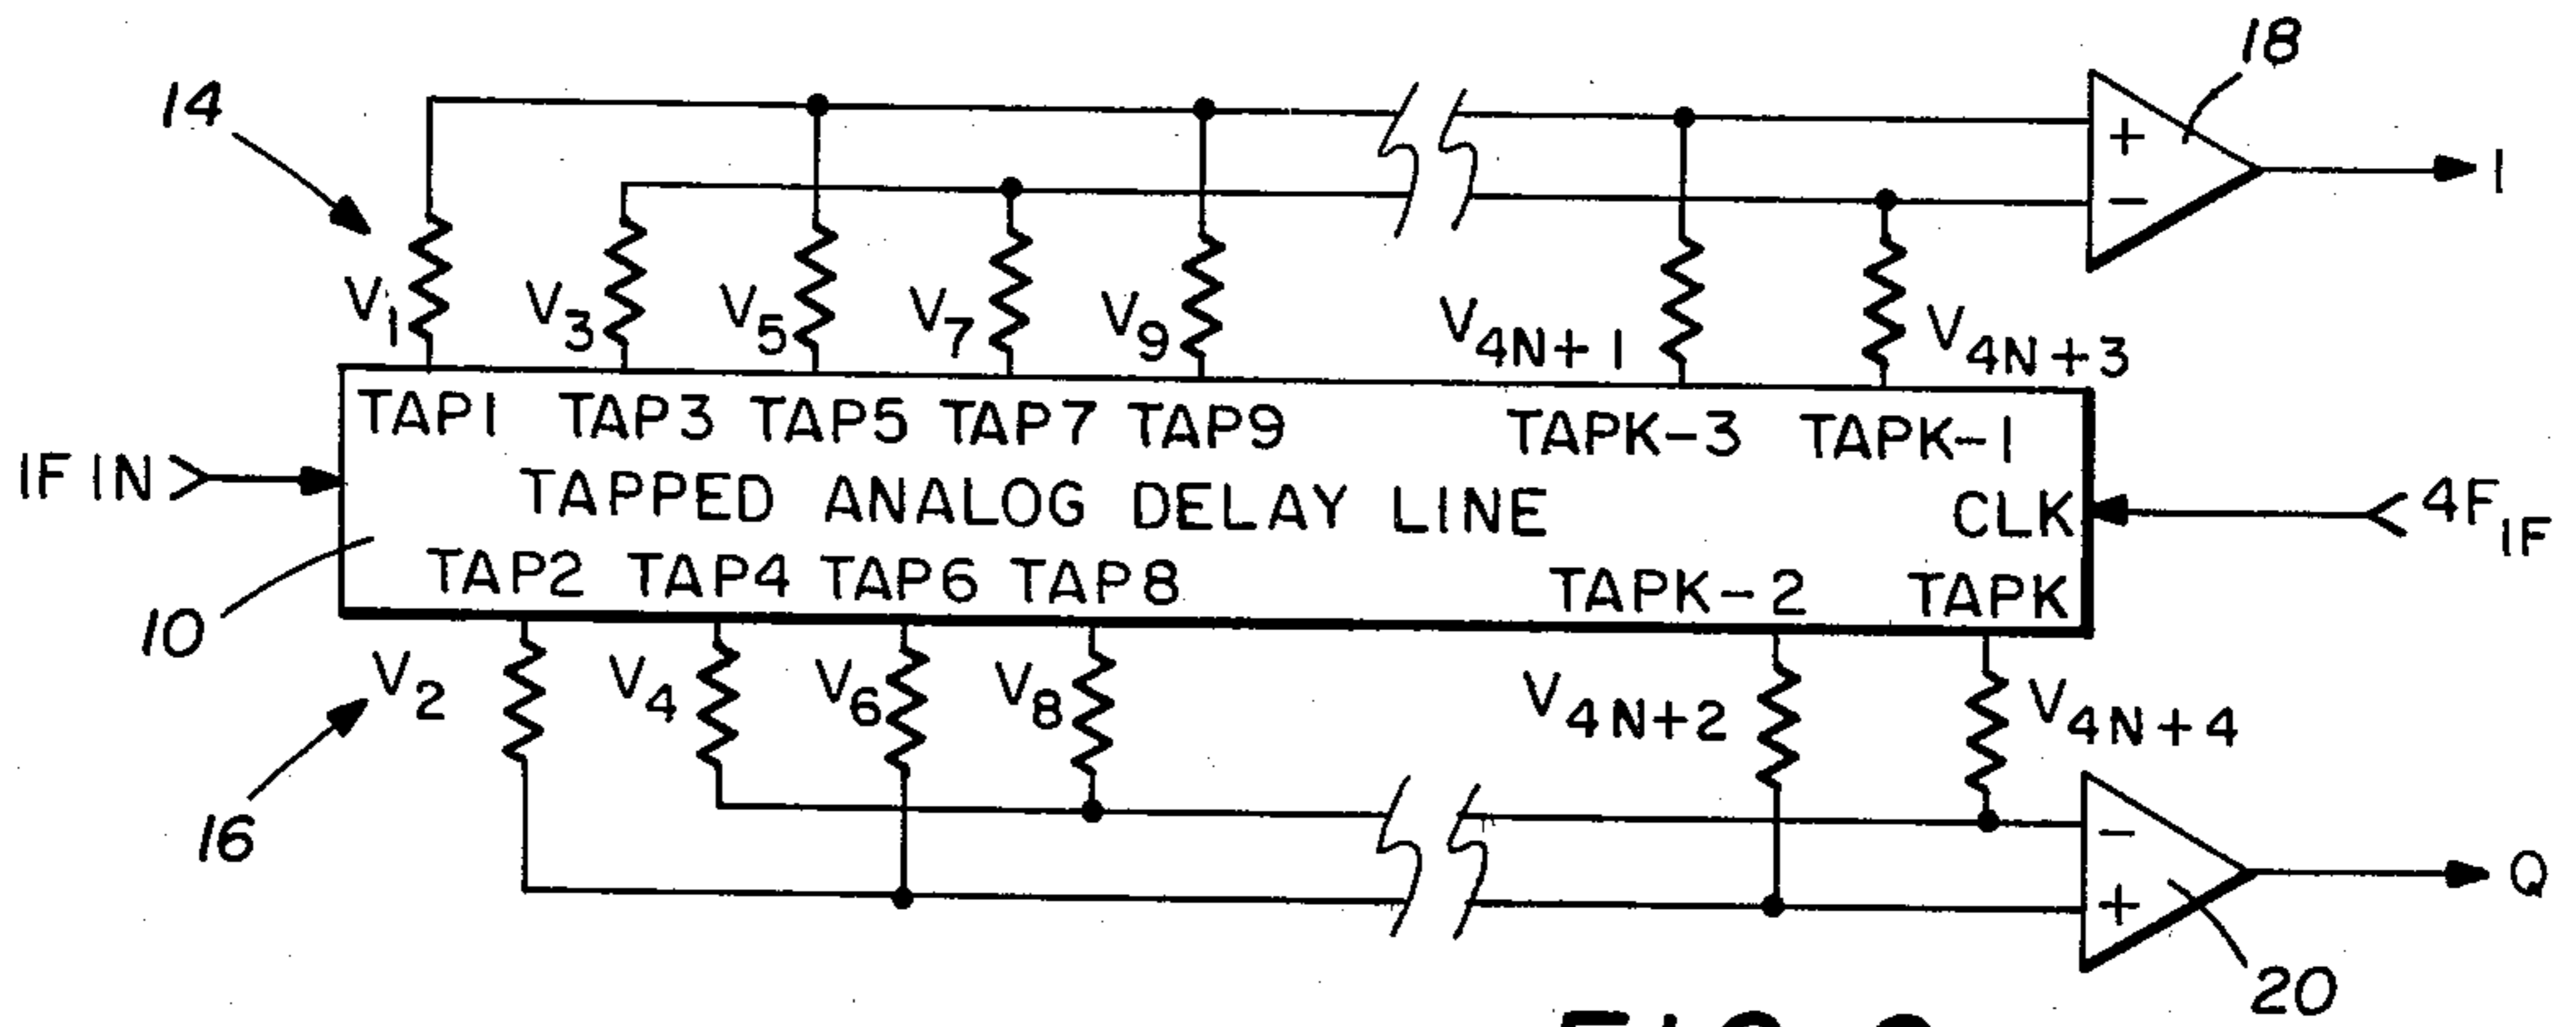 18
14
+
−
I
V1 V3 V5 V7 V9 V4N+1 V4N+3
TAP1 TAP3 TAP5 TAP7 TAP9 TAPK-3 TAPK-1
IF IN TAPPED ANALOG DELAY LINE CLK 4FIF
TAP2 TAP4 TAP6 TAP8 TAPK-2 TAPK
10
V2 V4 V6 V8 V4N+2 V4N+4
16
−
+
Q
20